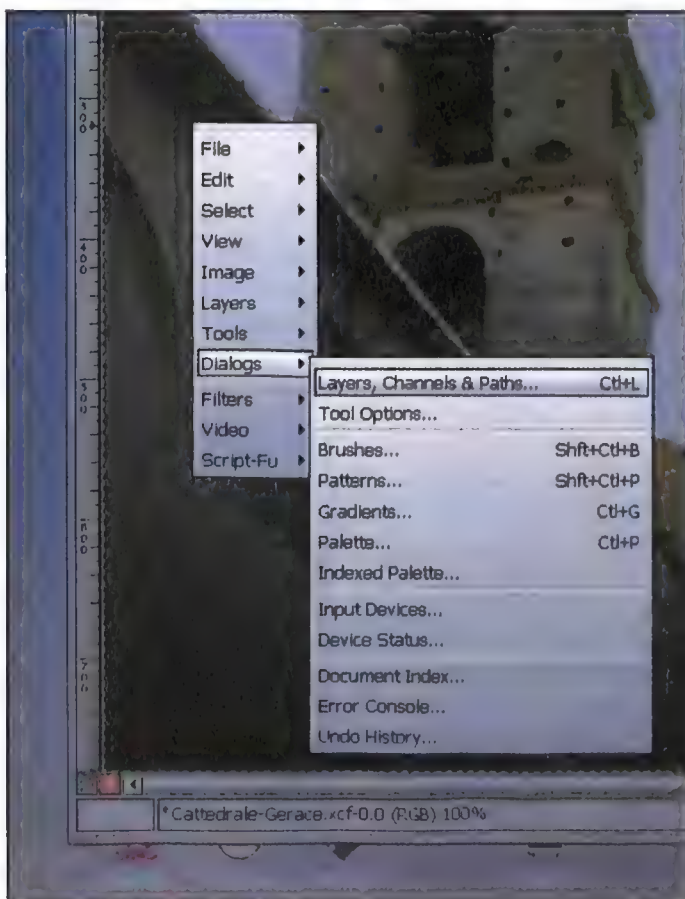 File
Edit
Select
View
Image
Layers
Tools
Dialogs
Filters
Video
Script-Fu
Layers, Channels & Paths... Ctl+L
Tool Options...
Brushes... Shft+Ctl+B
Patterns... Shft+Ctl+P
Gradients... Ctl+G
Palette... Ctl+P
Indexed Palette...
Input Devices...
Device Status...
Document Index...
Error Console...
Undo History...
*Cattedrale-Gerace.xcf-0.0 (RGB) 100%